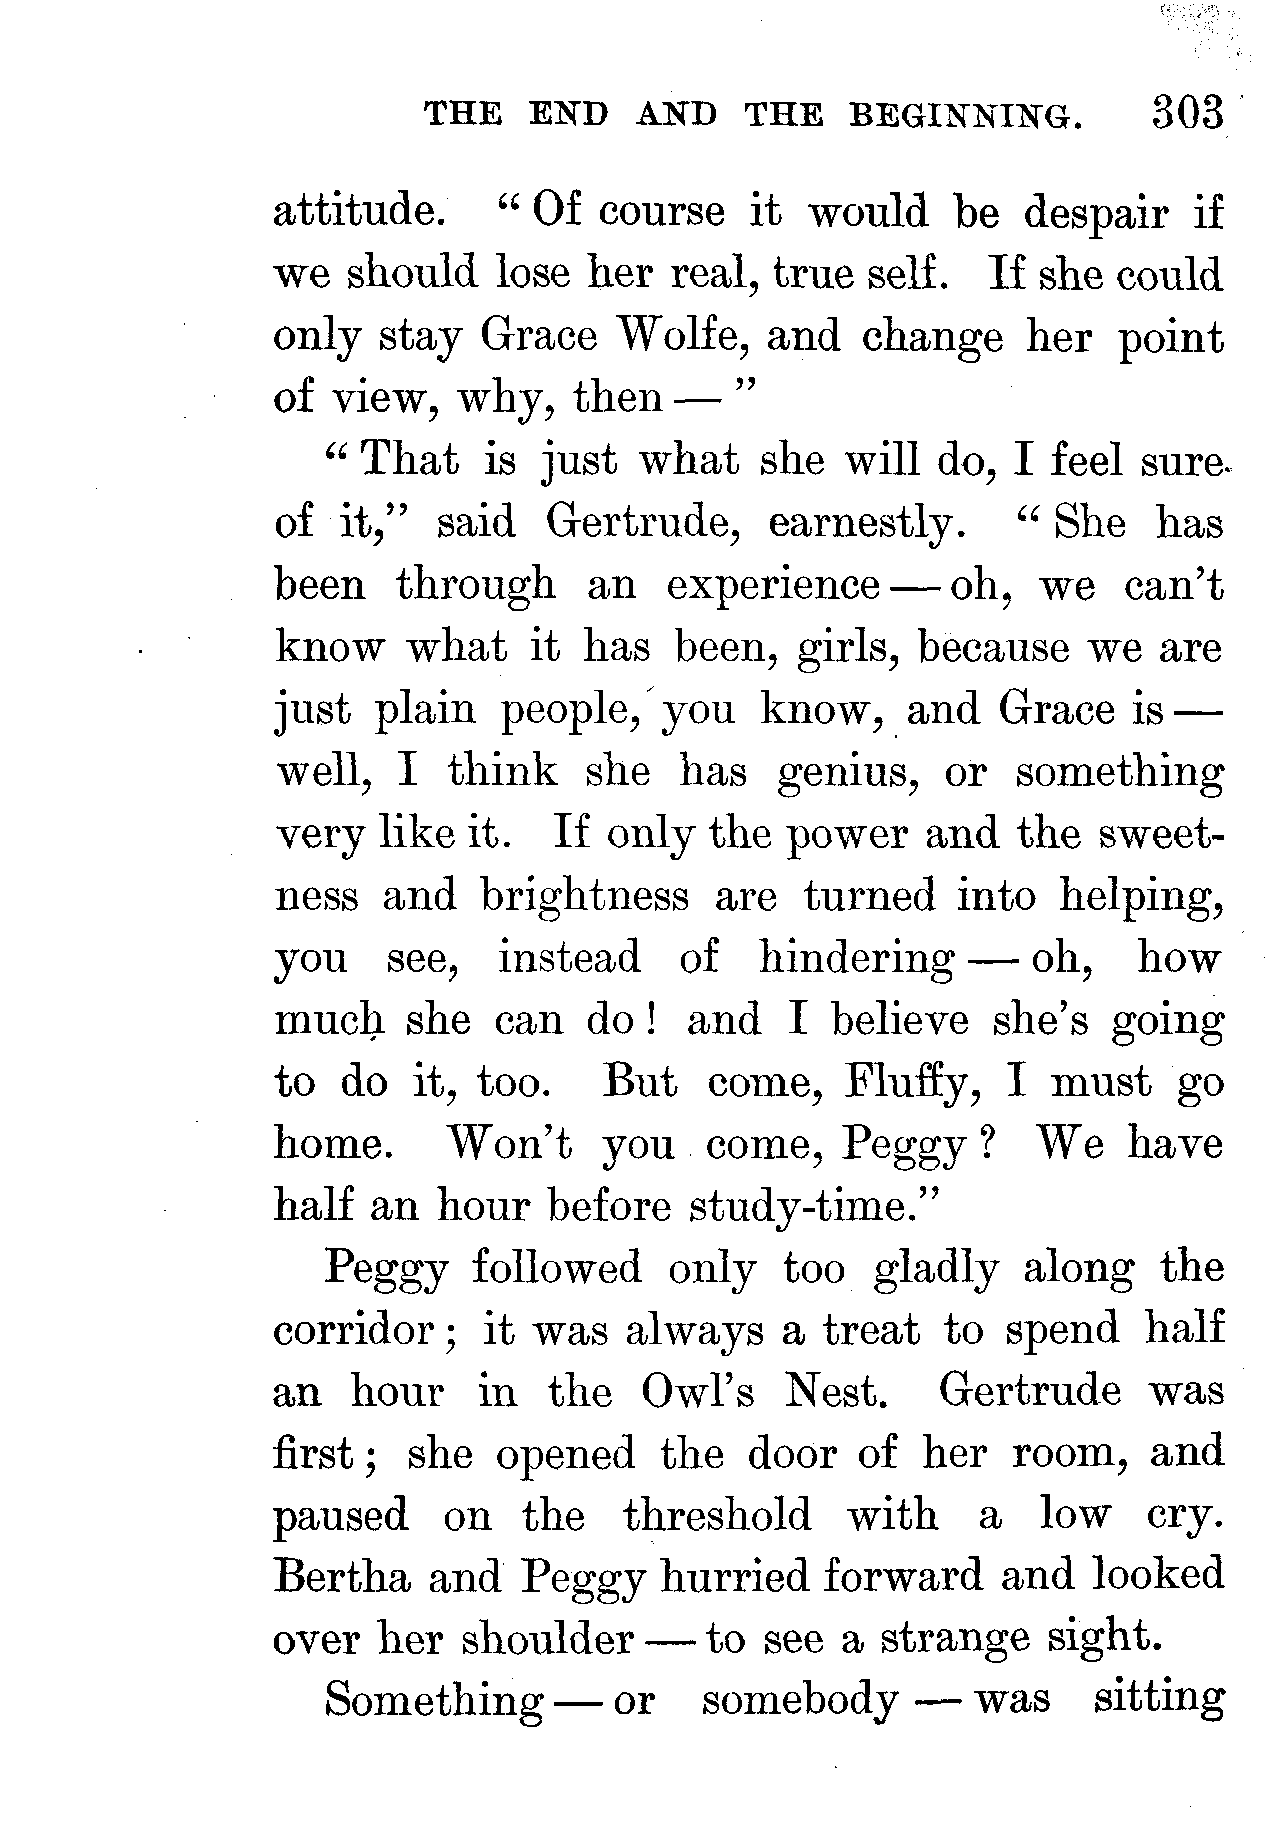 THE END AND THE BEGINNING. 303
attitude. “ Of course it would be despair if
we should lose her real, true self. If she could
only stay Grace Wolfe, and change her point
of view, why, then — ”
“ That is just what she will do, I feel sure
of it,” said Gertrude, earnestly. “ She has
been through an experience — oh, we can’t
know what it has been, girls, because we are
just plain people, you know, and Grace is —
well, I think she has genius, or something
very like it. If only the power and the sweet-
ness and brightness are turned into helping,
you see, instead of hindering — oh, how
much she can do ! and I believe she’s going
to do it, too. But come, Fluffy, I must go
home. Won’t you come, Peggy ? We have
half an hour before study-time.”
Peggy followed only too gladly along the
corridor ; it was always a treat to spend half
an hour in the Owl’s Nest. Gertrude was
first ; she opened the door of her room, and
paused on the threshold with a low cry.
Bertha and Peggy hurried forward and looked
over her shoulder — to see a strange sight.
Something — or somebody — was sitting